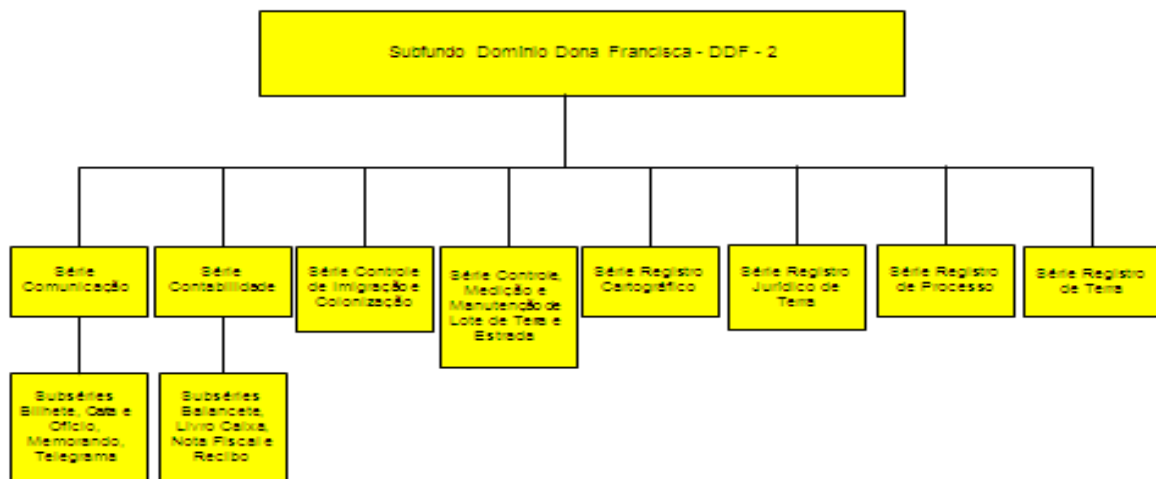 Subfundo Domínio Dona Francisca - DDF - 2
Série
Comunicação
Série
Contabilidade
Série Controle
de Imigração e
Colonização
Série Controle,
Medição e
Manutenção de
Lote de Terra e
Estrada
Série Registro
Cartográfico
Série Registro
Jurídico de
Terra
Série Registro
de Processo
Série Registro
de Terra
Subséries
Bilhete, Cata e
Ofício,
Memorando,
Telegrama
Subséries
Balancete,
Livro Caixa,
Nota Fiscal e
Recibo